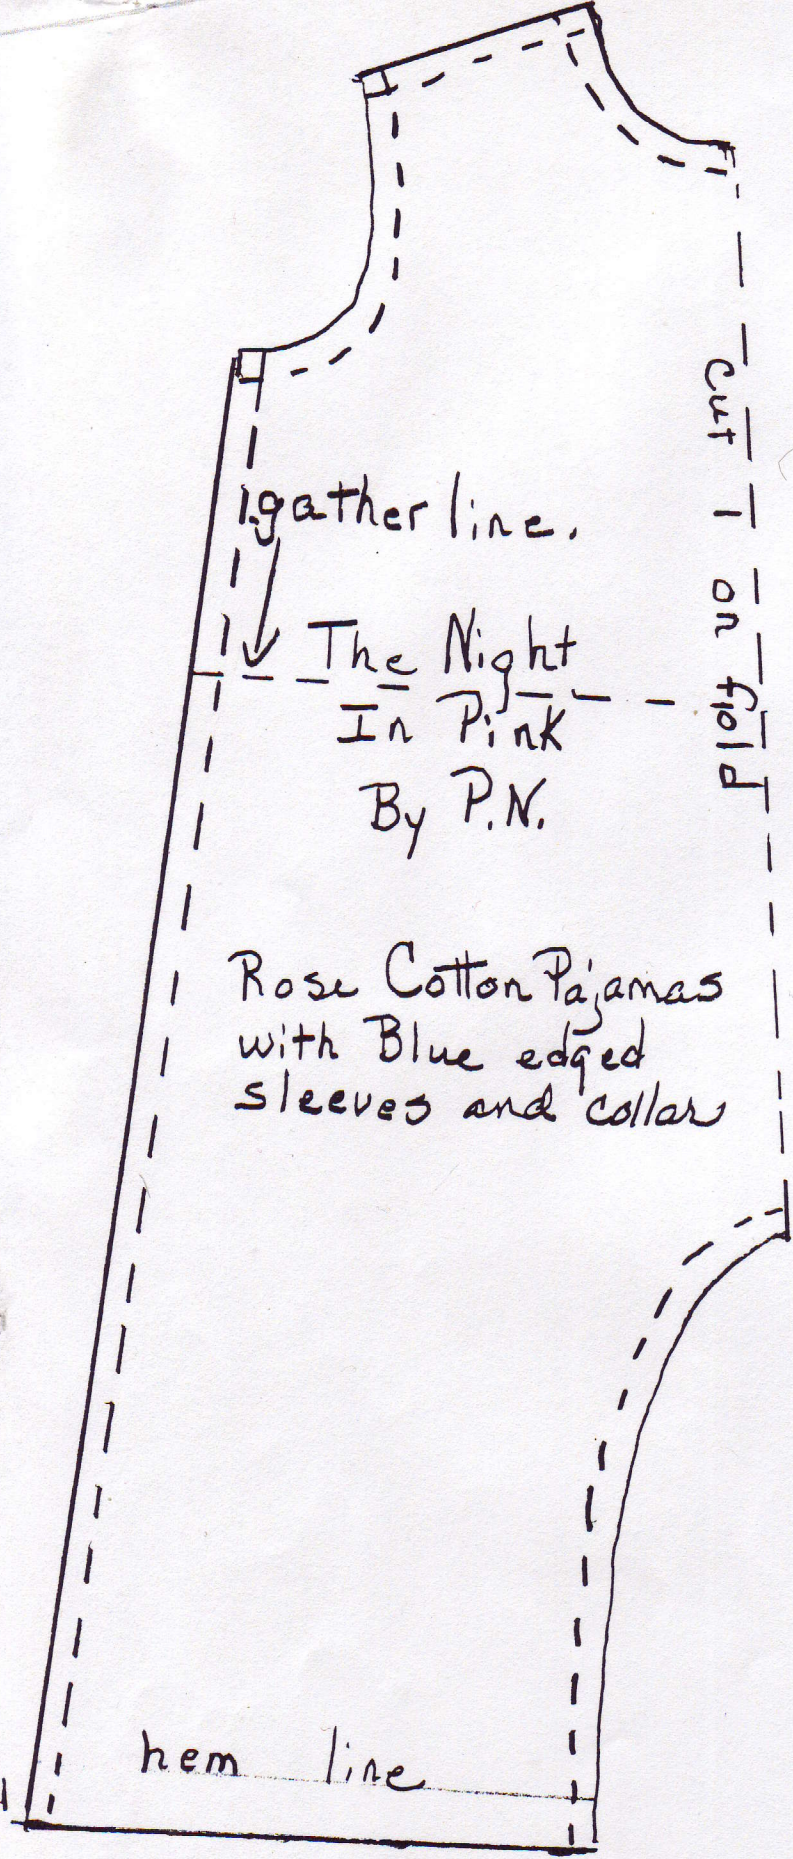 cut 1 on fold
gather line.
The Night
In Pink
By P.N.
Rose Cotton Pajamas
with Blue edged
sleeves and collar
hem line